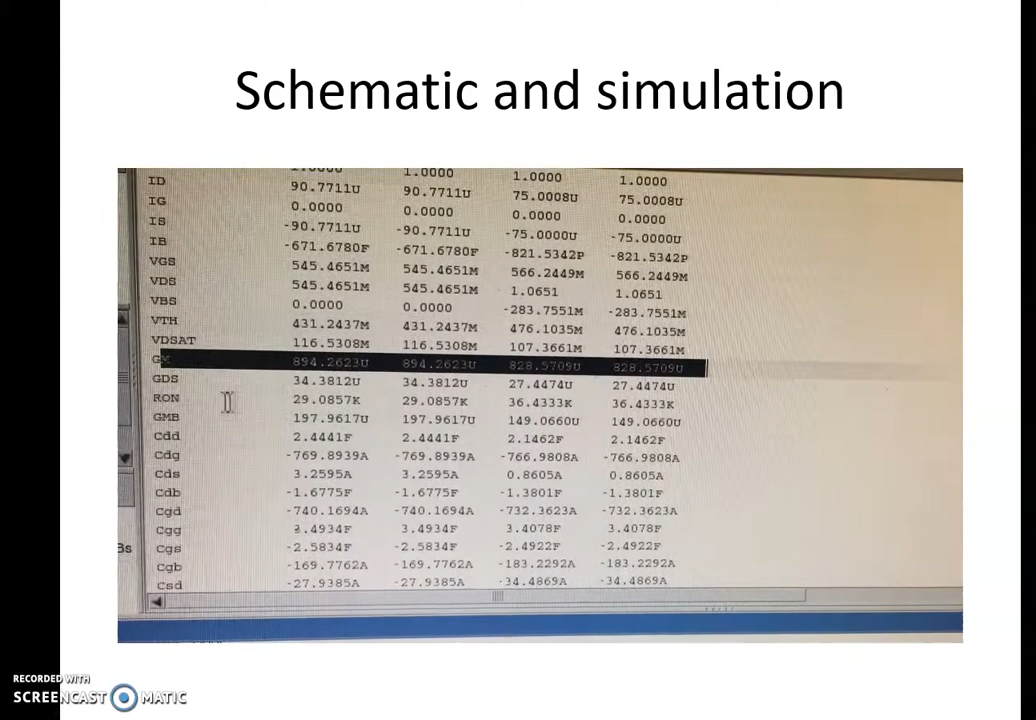 Schematic and simulation
1.0000 1.0000 1.0000
ID 90.7711U 90.7711U 75.0008U 75.0008U
IG 0.0000 0.0000 0.0000 0.0000
IS -90.7711U -90.7711U -75.0000U -75.0000U
IB -671.6780F -671.6780F -821.5342P -821.5342P
VGS 545.4651M 545.4651M 566.2449M 566.2449M
VDS 545.4651M 545.4651M 1.0651 1.0651
VBS 0.0000 0.0000 -283.7551M -283.7551M
VTH 431.2437M 431.2437M 476.1035M 476.1035M
VDSAT 116.5308M 116.5308M 107.3661M 107.3661M
GM 894.2623U 894.2623U 828.5709U 828.5709U
GDS 34.3812U 34.3812U 27.4474U 27.4474U
RON 29.0857K 29.0857K 36.4333K 36.4333K
GMB 197.9617U 197.9617U 149.0660U 149.0660U
Cdd 2.4441F 2.4441F 2.1462F 2.1462F
Cdg -769.8939A -769.8939A -766.9808A -766.9808A
Cds 3.2595A 3.2595A 0.8605A 0.8605A
Cdb -1.6775F -1.6775F -1.3801F -1.3801F
Cgd -740.1694A -740.1694A -732.3623A -732.3623A
Cgg 3.4934F 3.4934F 3.4078F 3.4078F
Bs Cgs -2.5834F -2.5834F -2.4922F -2.4922F
Cgb -169.7762A -169.7762A -183.2292A -183.2292A
Csd -27.9385A -27.9385A -34.4869A -34.4869A
RECORDED WITH
SCREENCAST MATIC